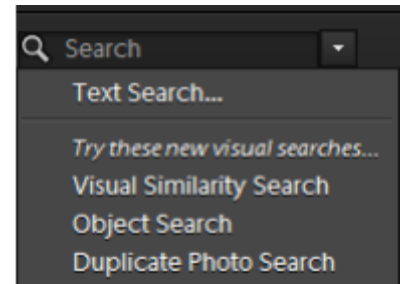 Search
Text Search...
Try these new visual searches...
Visual Similarity Search
Object Search
Duplicate Photo Search